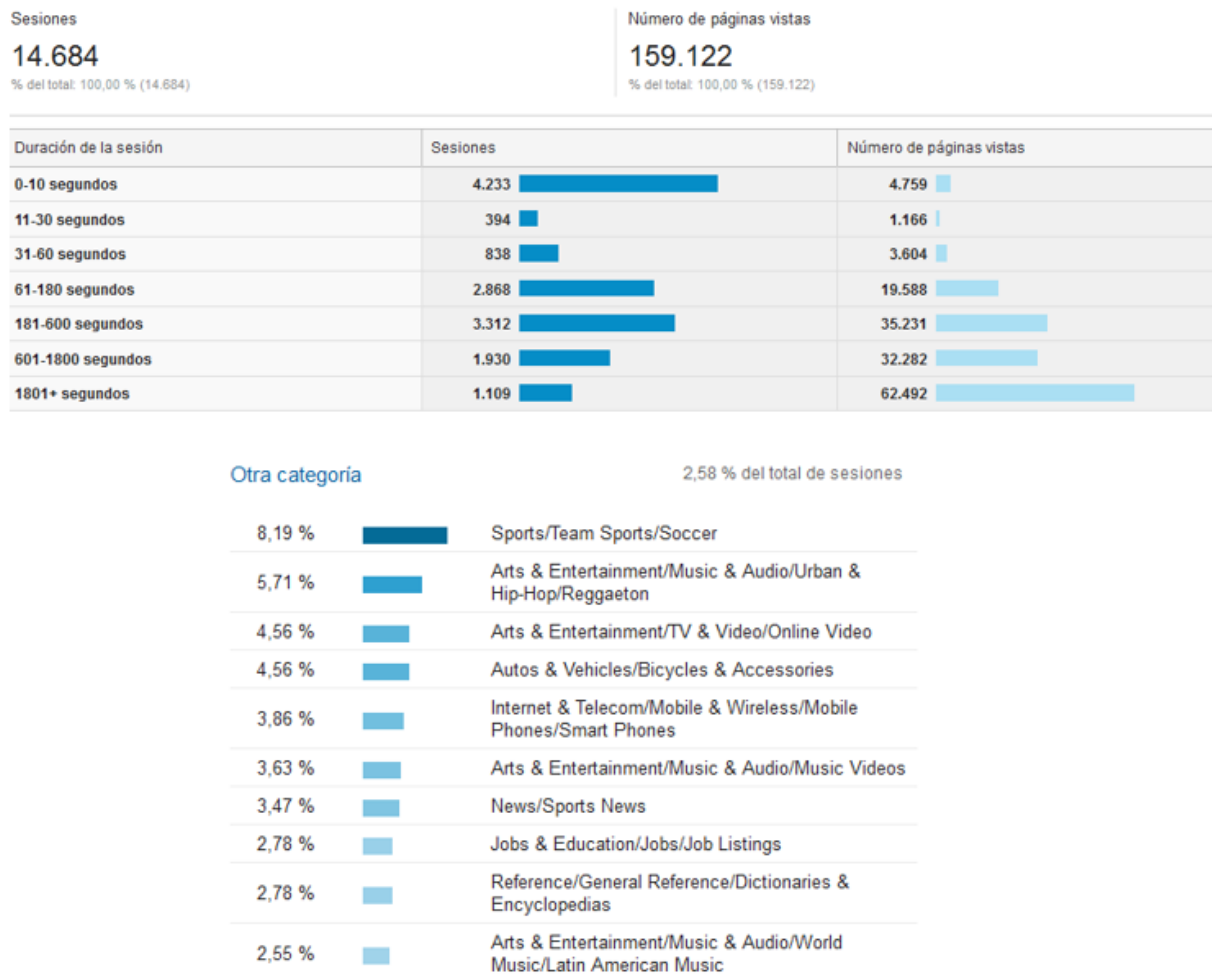 Sesiones
14.684
% del total: 100,00 % (14.684)
Número de páginas vistas
159.122
% del total: 100,00 % (159.122)
Duración de la sesión Sesiones Número de páginas vistas
0-10 segundos 4.233 4.759
11-30 segundos 394 1.166
31-60 segundos 838 3.604
61-180 segundos 2.868 19.588
181-600 segundos 3.312 35.231
601-1800 segundos 1.930 32.282
1801+ segundos 1.109 62.492
Otra categoría 2,58 % del total de sesiones
8,19 % Sports/Team Sports/Soccer
5,71 % Arts & Entertainment/Music & Audio/Urban &
Hip-Hop/Reggaeton
4,56 % Arts & Entertainment/TV & Video/Online Video
4,56 % Autos & Vehicles/Bicycles & Accessories
3,86 % Internet & Telecom/Mobile & Wireless/Mobile
Phones/Smart Phones
3,63 % Arts & Entertainment/Music & Audio/Music Videos
3,47 % News/Sports News
2,78 % Jobs & Education/Jobs/Job Listings
2,78 % Reference/General Reference/Dictionaries &
Encyclopedias
2,55 % Arts & Entertainment/Music & Audio/World
Music/Latin American Music